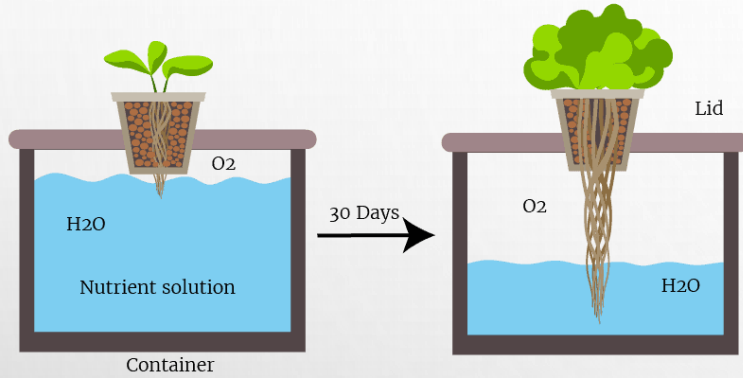 O2
H2O
Nutrient solution
Container
30 Days
Lid
O2
H2O